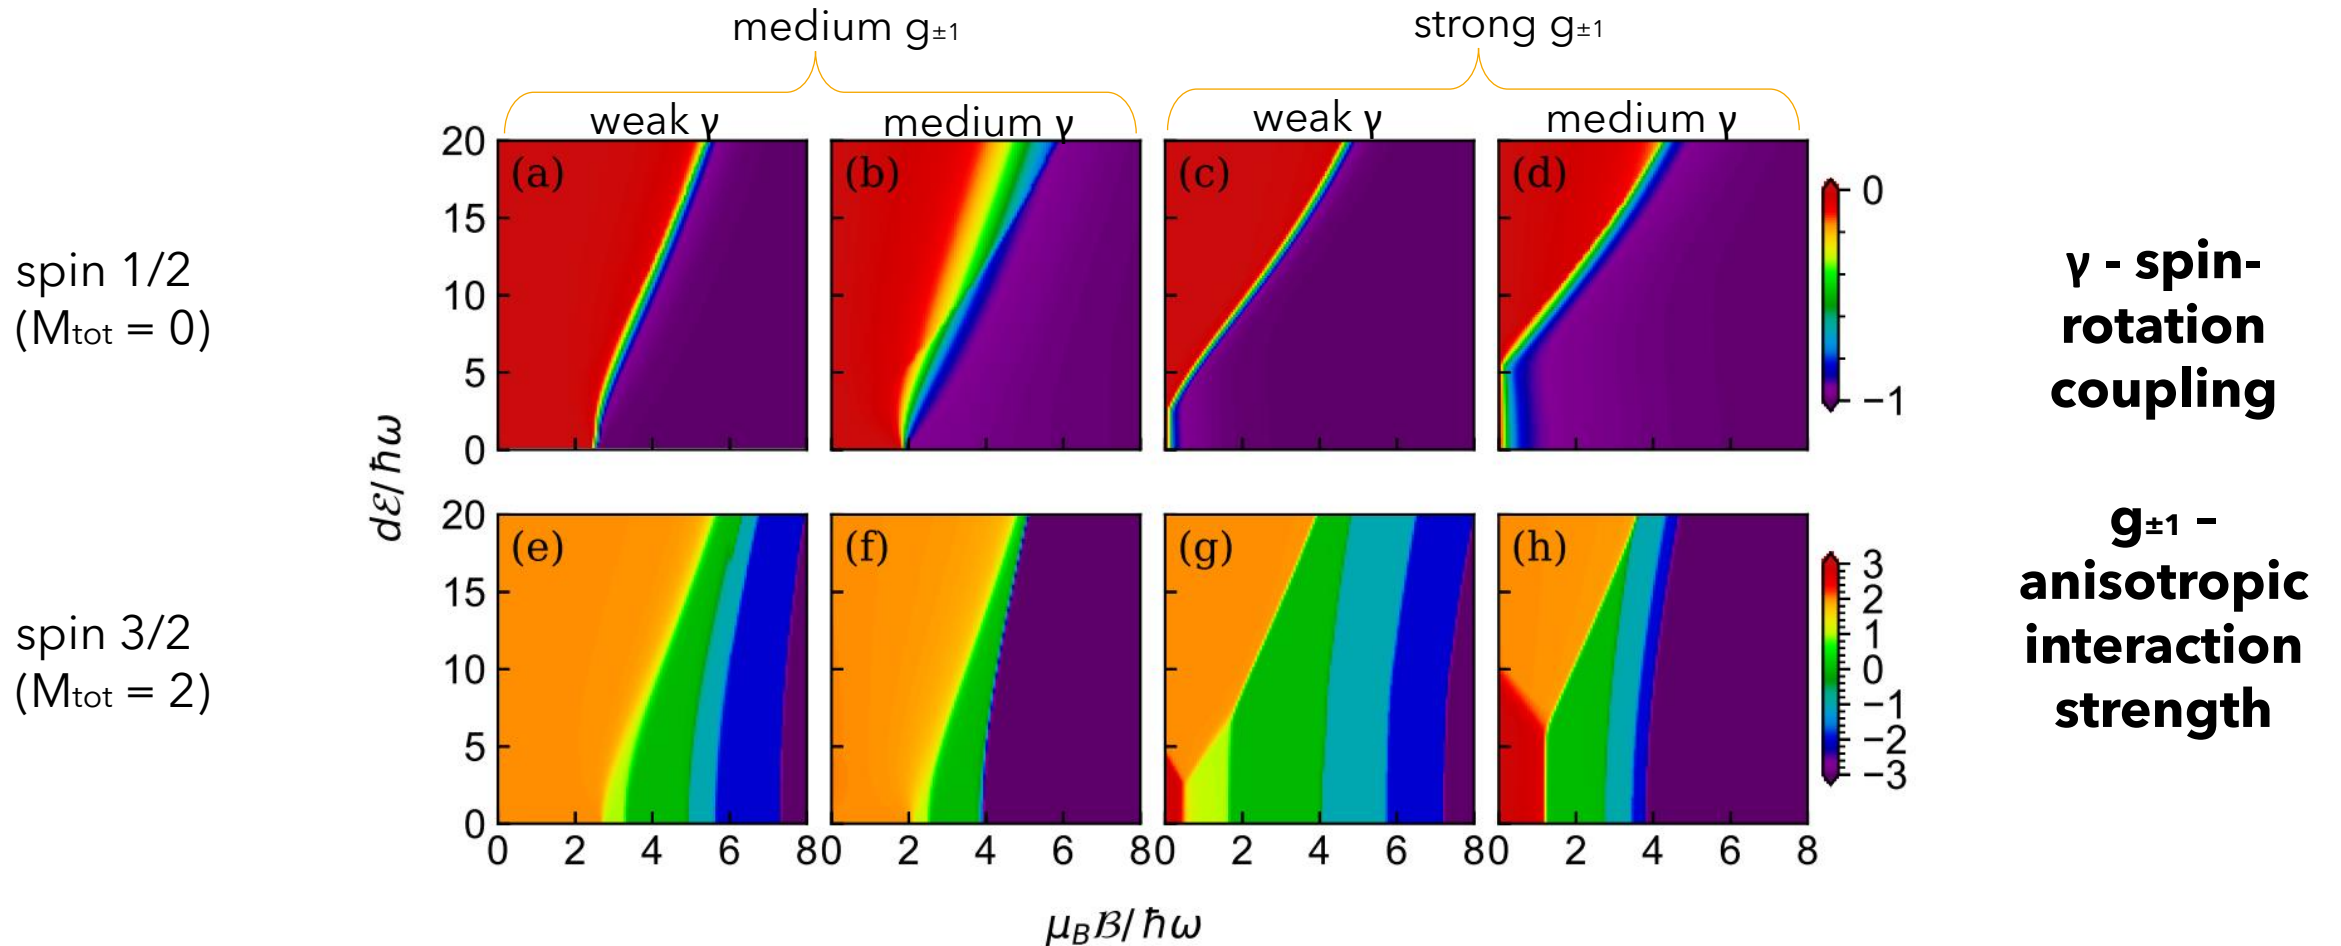 medium g±1
strong g±1
weak γ
medium γ
weak γ
medium γ
spin 1/2
(Mtot = 0)
20
15
10
5
0
(a)
(b)
(c)
(d)
0
−1
γ - spin-
rotation
coupling
dℰ/ħω
spin 3/2
(Mtot = 2)
20
15
10
5
0
(e)
(f)
(g)
(h)
3
2
1
0
−1
−2
−3
g±1 –
anisotropic
interaction
strength
0 2 4 6 8 0 2 4 6 8 0 2 4 6 8 0 2 4 6 8
μBℬ/ħω